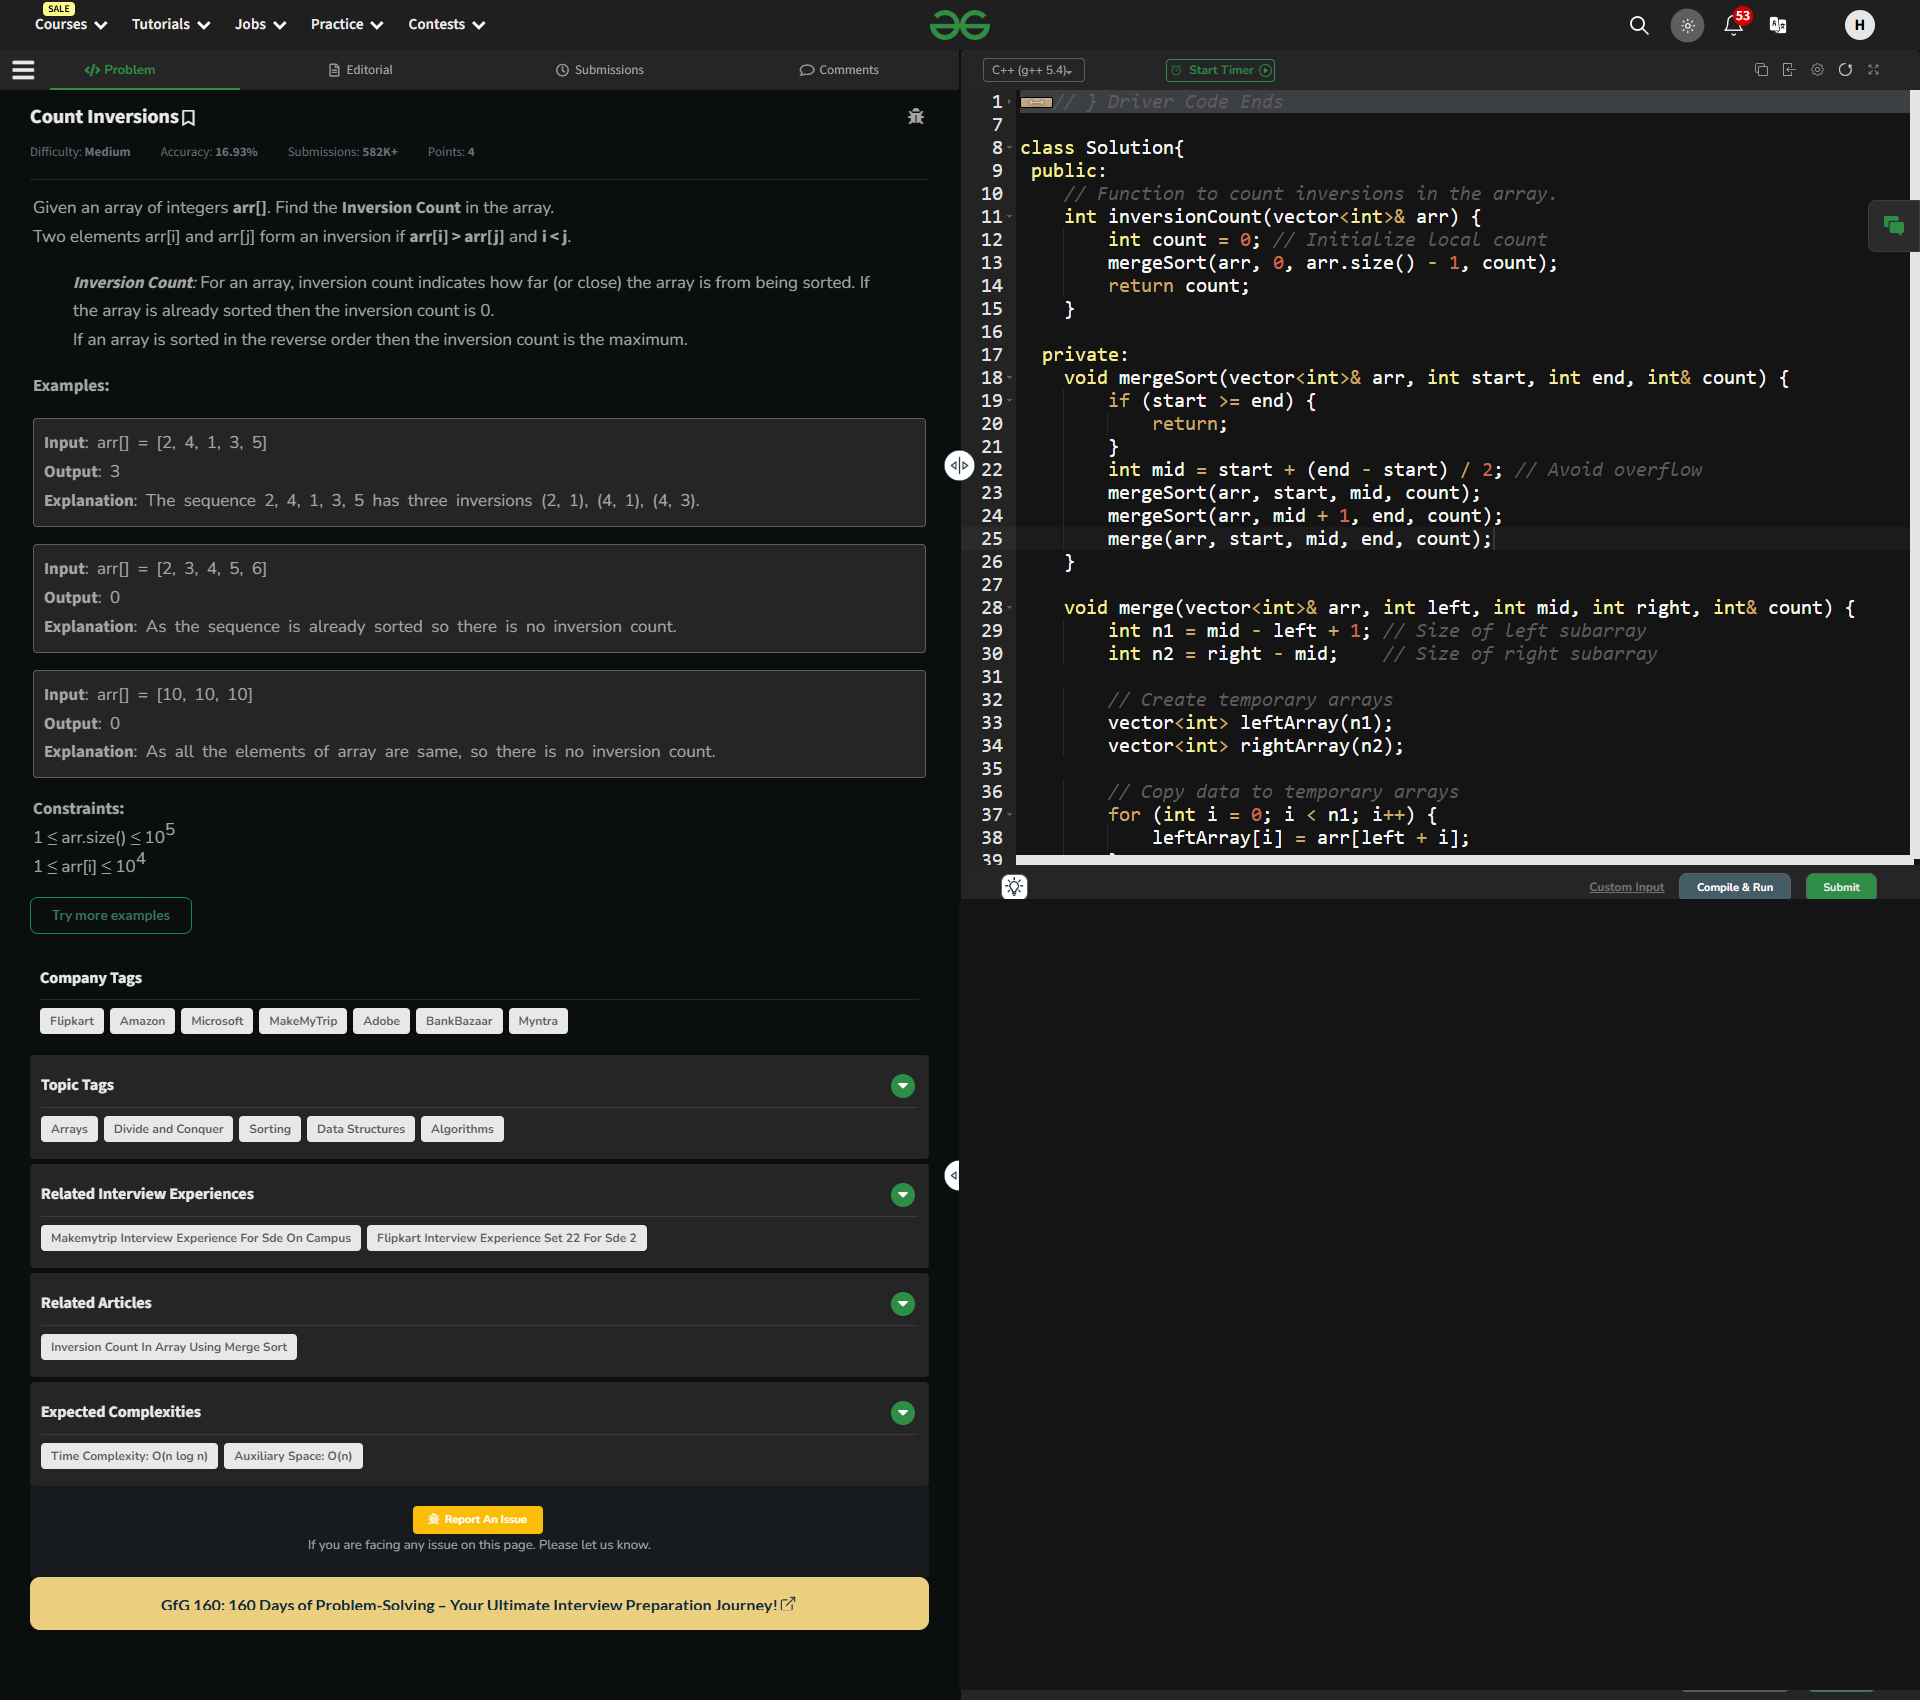 SALE
Courses Tutorials Jobs Practice Contests
53
H
Problem Editorial Submissions Comments
Count Inversions
Difficulty: Medium Accuracy: 16.93% Submissions: 582K+ Points: 4
Given an array of integers arr[]. Find the Inversion Count in the array.
Two elements arr[i] and arr[j] form an inversion if arr[i] > arr[j] and i < j.
Inversion Count: For an array, inversion count indicates how far (or close) the array is from being sorted. If
the array is already sorted then the inversion count is 0.
If an array is sorted in the reverse order then the inversion count is the maximum.
Examples:
Input: arr[] = [2, 4, 1, 3, 5]
Output: 3
Explanation: The sequence 2, 4, 1, 3, 5 has three inversions (2, 1), (4, 1), (4, 3).
Input: arr[] = [2, 3, 4, 5, 6]
Output: 0
Explanation: As the sequence is already sorted so there is no inversion count.
Input: arr[] = [10, 10, 10]
Output: 0
Explanation: As all the elements of array are same, so there is no inversion count.
Constraints:
1 ≤ arr.size() ≤ 10^5
1 ≤ arr[i] ≤ 10^4
Try more examples
Company Tags
Flipkart Amazon Microsoft MakeMyTrip Adobe BankBazaar Myntra
Topic Tags
Arrays Divide and Conquer Sorting Data Structures Algorithms
Related Interview Experiences
Makemytrip Interview Experience For Sde On Campus Flipkart Interview Experience Set 22 For Sde 2
Related Articles
Inversion Count In Array Using Merge Sort
Expected Complexities
Time Complexity: O(n log n) Auxiliary Space: O(n)
Report An Issue
If you are facing any issue on this page. Please let us know.
GfG 160: 160 Days of Problem-Solving – Your Ultimate Interview Preparation Journey!
C++ (g++ 5.4) Start Timer
1 // } Driver Code Ends
7
8 class Solution{
9 public:
10 // Function to count inversions in the array.
11 int inversionCount(vector<int>& arr) {
12 int count = 0; // Initialize local count
13 mergeSort(arr, 0, arr.size() - 1, count);
14 return count;
15 }
16
17 private:
18 void mergeSort(vector<int>& arr, int start, int end, int& count) {
19 if (start >= end) {
20 return;
21 }
22 int mid = start + (end - start) / 2; // Avoid overflow
23 mergeSort(arr, start, mid, count);
24 mergeSort(arr, mid + 1, end, count);
25 merge(arr, start, mid, end, count);
26 }
27
28 void merge(vector<int>& arr, int left, int mid, int right, int& count) {
29 int n1 = mid - left + 1; // Size of left subarray
30 int n2 = right - mid; // Size of right subarray
31
32 // Create temporary arrays
33 vector<int> leftArray(n1);
34 vector<int> rightArray(n2);
35
36 // Copy data to temporary arrays
37 for (int i = 0; i < n1; i++) {
38 leftArray[i] = arr[left + i];
39
Custom Input Compile & Run Submit